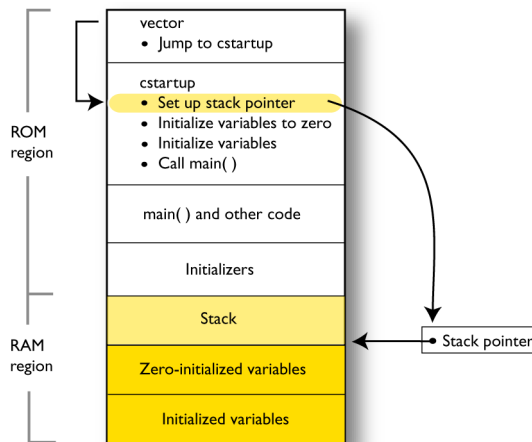 vector
• Jump to cstartup
cstartup
• Set up stack pointer
• Initialize variables to zero
• Initialize variables
• Call main( )
ROM
region
main( ) and other code
Initializers
Stack
Stack pointer
RAM
region
Zero-initialized variables
Initialized variables